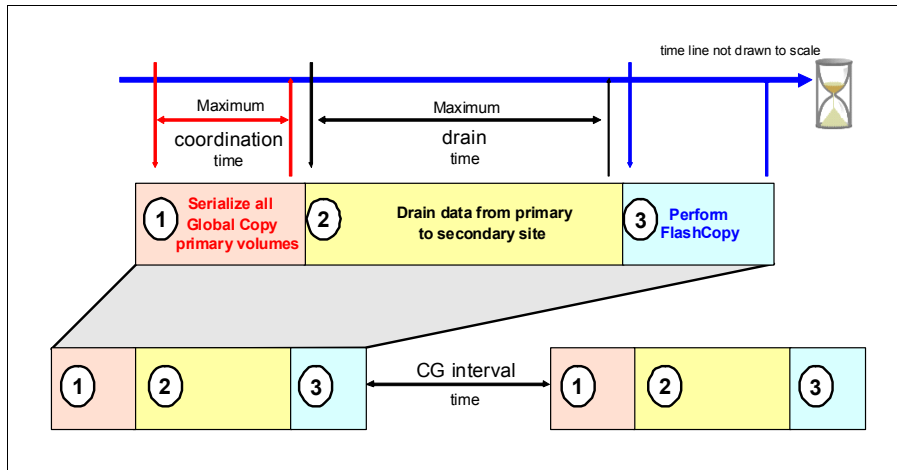 time line not drawn to scale
Maximum
coordination
time
Maximum
drain
time
1
Serialize all
Global Copy
primary volumes
2
Drain data from primary
to secondary site
3
Perform
FlashCopy
1
2
3
CG interval
time
1
2
3